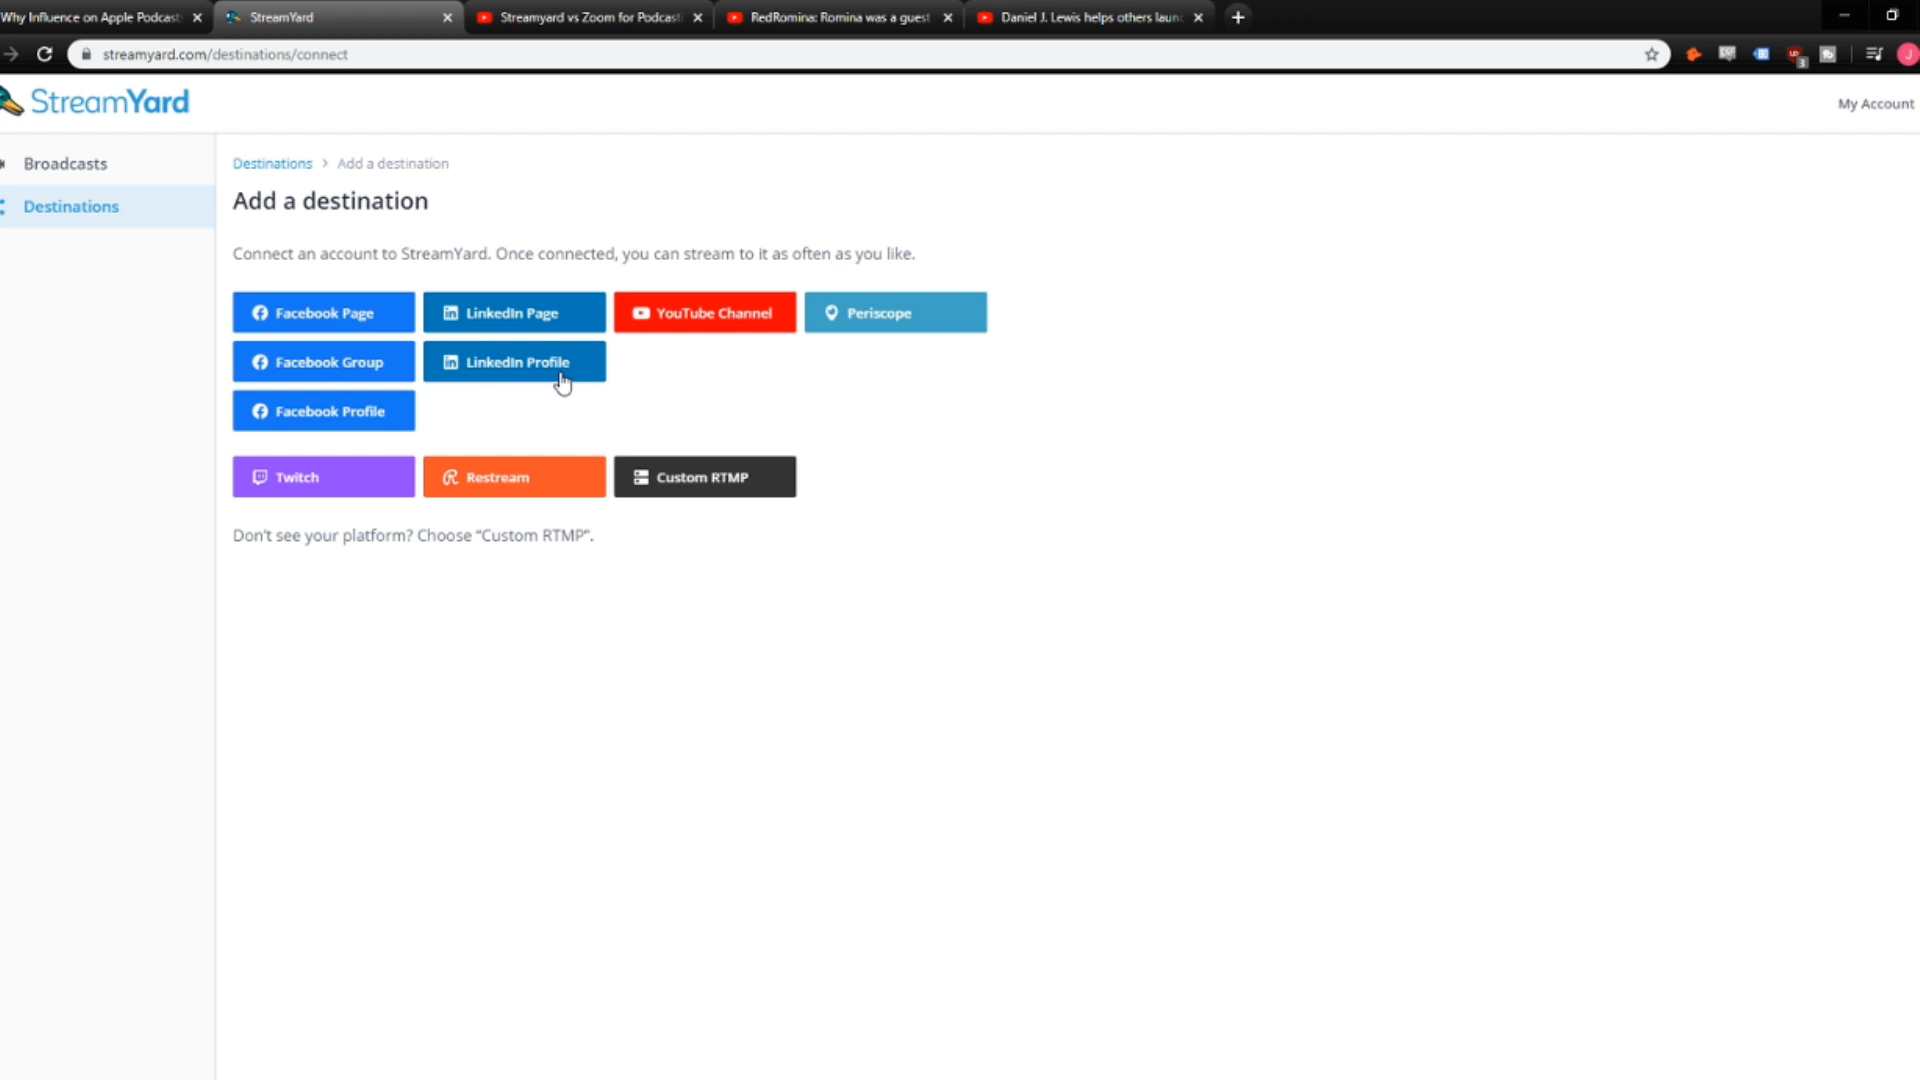 Why Influence on Apple Podcast
StreamYard
Streamyard vs Zoom for Podcasti
RedRomina: Romina was a guest
Daniel J. Lewis helps others laun
streamyard.com/destinations/connect
3
J
StreamYard
My Account
Broadcasts
Destinations
Destinations > Add a destination
Add a destination
Connect an account to StreamYard. Once connected, you can stream to it as often as you like.
Facebook Page
LinkedIn Page
YouTube Channel
Periscope
Facebook Group
LinkedIn Profile
Facebook Profile
Twitch
Restream
Custom RTMP
Don't see your platform? Choose “Custom RTMP”.